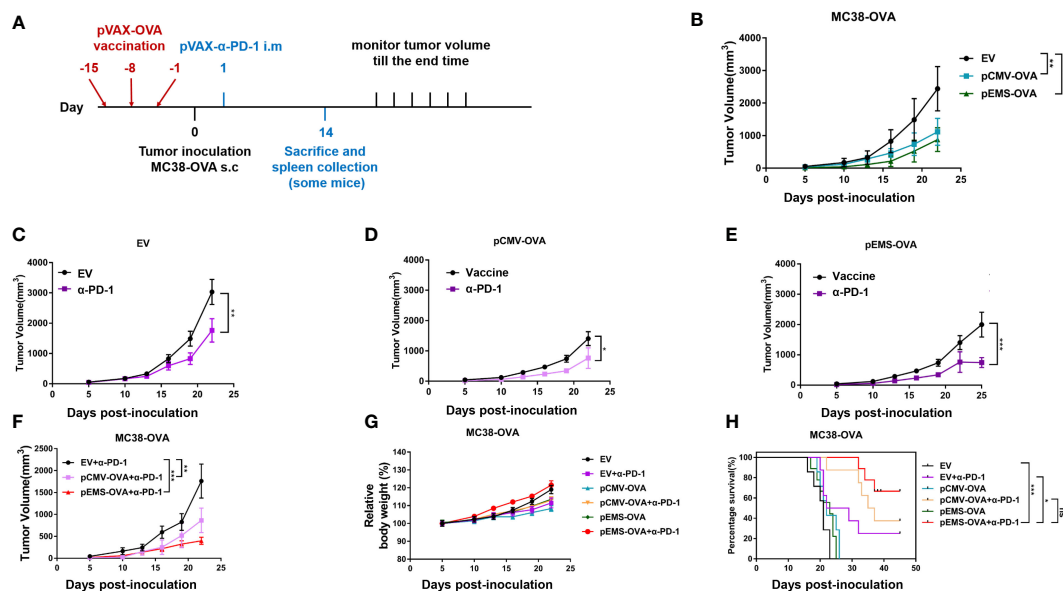 A
pVAX-OVA
vaccination
pVAX-α-PD-1 i.m
monitor tumor volume
till the end time
-15 -8 -1 1
Day
0 14
Tumor inoculation
MC38-OVA s.c
Sacrifice and
spleen collection
(some mice)
B
MC38-OVA
Tumor Volume(mm3)
4000
3000
2000
1000
0
0 5 10 15 20 25
Days post-inoculation
EV
pCMV-OVA
pEMS-OVA
**
**
C
EV
Tumor Volume(mm3)
4000
3000
2000
1000
0
0 5 10 15 20 25
Days post-inoculation
EV
α-PD-1
**
D
pCMV-OVA
Tumor Volume(mm3)
4000
3000
2000
1000
0
0 5 10 15 20 25
Days post-inoculation
Vaccine
α-PD-1
*
E
pEMS-OVA
Tumor Volume(mm3)
4000
3000
2000
1000
0
0 5 10 15 20 25
Days post-inoculation
Vaccine
α-PD-1
F
MC38-OVA
Tumor Volume(mm3)
2500
2000
1500
1000
500
0
0 5 10 15 20 25
Days post-inoculation
EV+α-PD-1
pCMV-OVA+α-PD-1
pEMS-OVA+α-PD-1
***
**
G
MC38-OVA
Relative
body weight (%)
140
120
100
80
0 5 10 15 20 25
Days post-inoculation
EV
EV+α-PD-1
pCMV-OVA
pCMV-OVA+α-PD-1
pEMS-OVA
pEMS-OVA+α-PD-1
H
MC38-OVA
Percentage survival(%)
100
80
60
40
20
0
0 10 20 30 40 50
Days post-inoculation
EV
EV+α-PD-1
pCMV-OVA
pCMV-OVA+α-PD-1
pEMS-OVA
pEMS-OVA+α-PD-1
***
*
ns